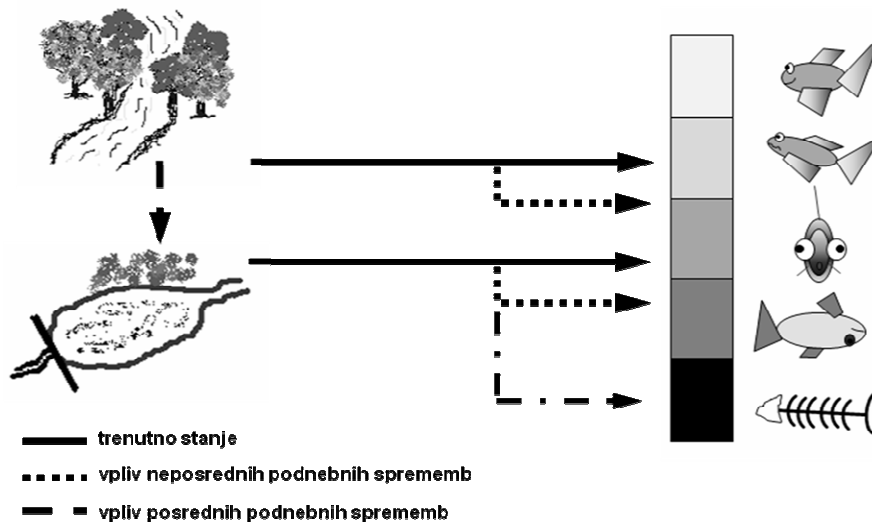 trenutno stanje
vpliv neposrednih podnebnih sprememb
vpliv posrednih podnebnih sprememb